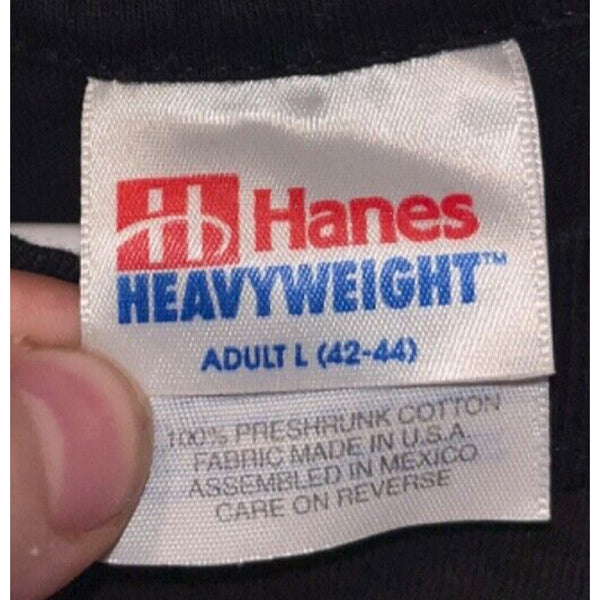 Hanes
HEAVYWEIGHT™
ADULT L (42-44)
100% PRESHRUNK COTTON
FABRIC MADE IN U.S.A
ASSEMBLED IN MEXICO
CARE ON REVERSE